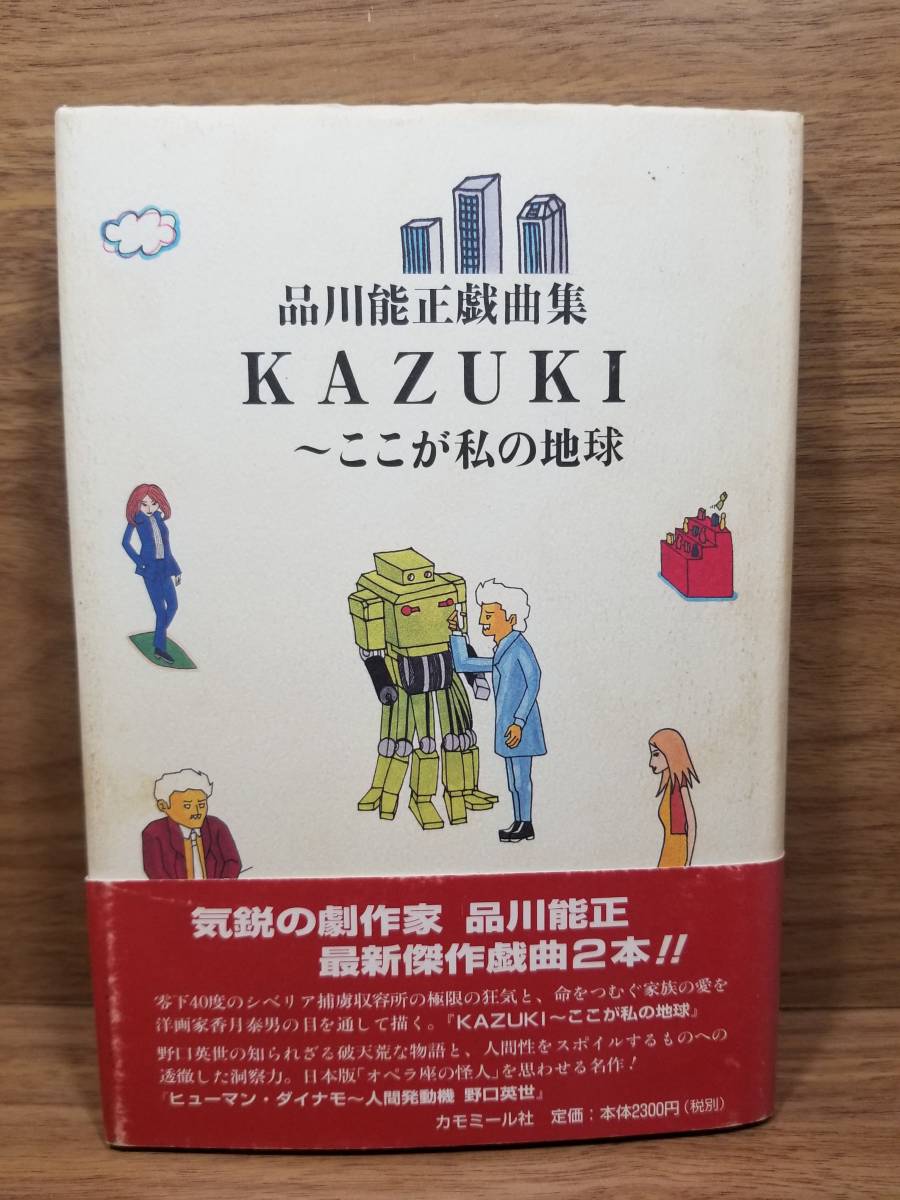 品川能正戯曲集
KAZUKI
～ここが私の地球
気鋭の劇作家 品川能正
最新傑作戯曲2本!!
零下40度のシベリア捕虜収容所の極限の狂気と、命をつむぐ家族の愛を
洋画家香月泰男の目を通して描く。『KAZUKI～ここが私の地球』
野口英世の知られざる破天荒な物語と、人間性をスポイルするものへの
透徹した洞察力。日本版「オペラ座の怪人」を思わせる名作!
『ヒューマン・ダイナモ～人間発動機 野口英世』
カモミール社 定価：本体2300円(税別)